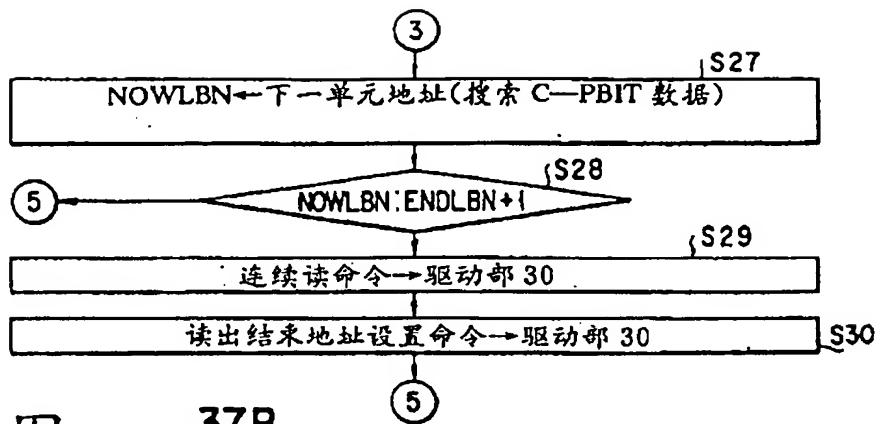 3
S27
NOWLBN←下一单元地址(搜索 C—PBIT 数据)
S28
5
NOWLBN:ENDLBN+1
S29
连续读命令→驱动部 30
读出结束地址设置命令→驱动部 30
S30
5
图 37B